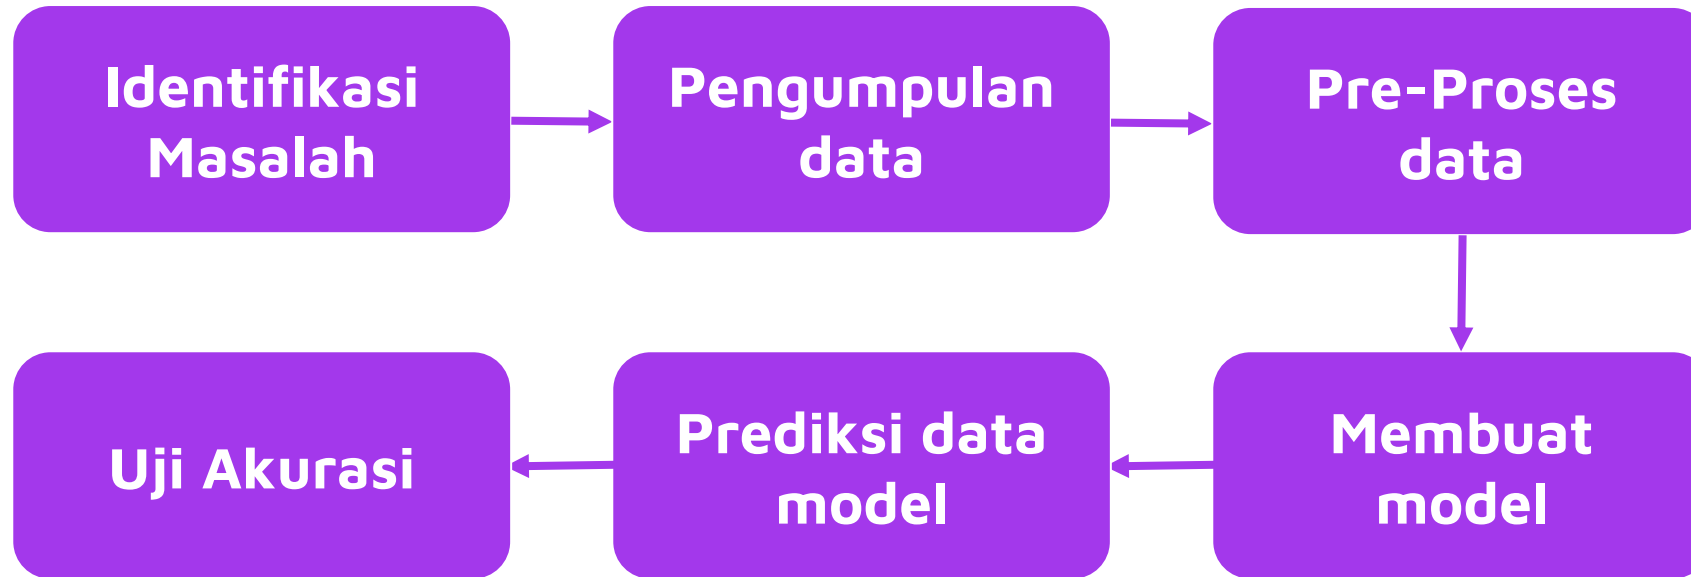 Identifikasi
Masalah
Pengumpulan
data
Pre-Proses
data
Membuat
model
Prediksi data
model
Uji Akurasi